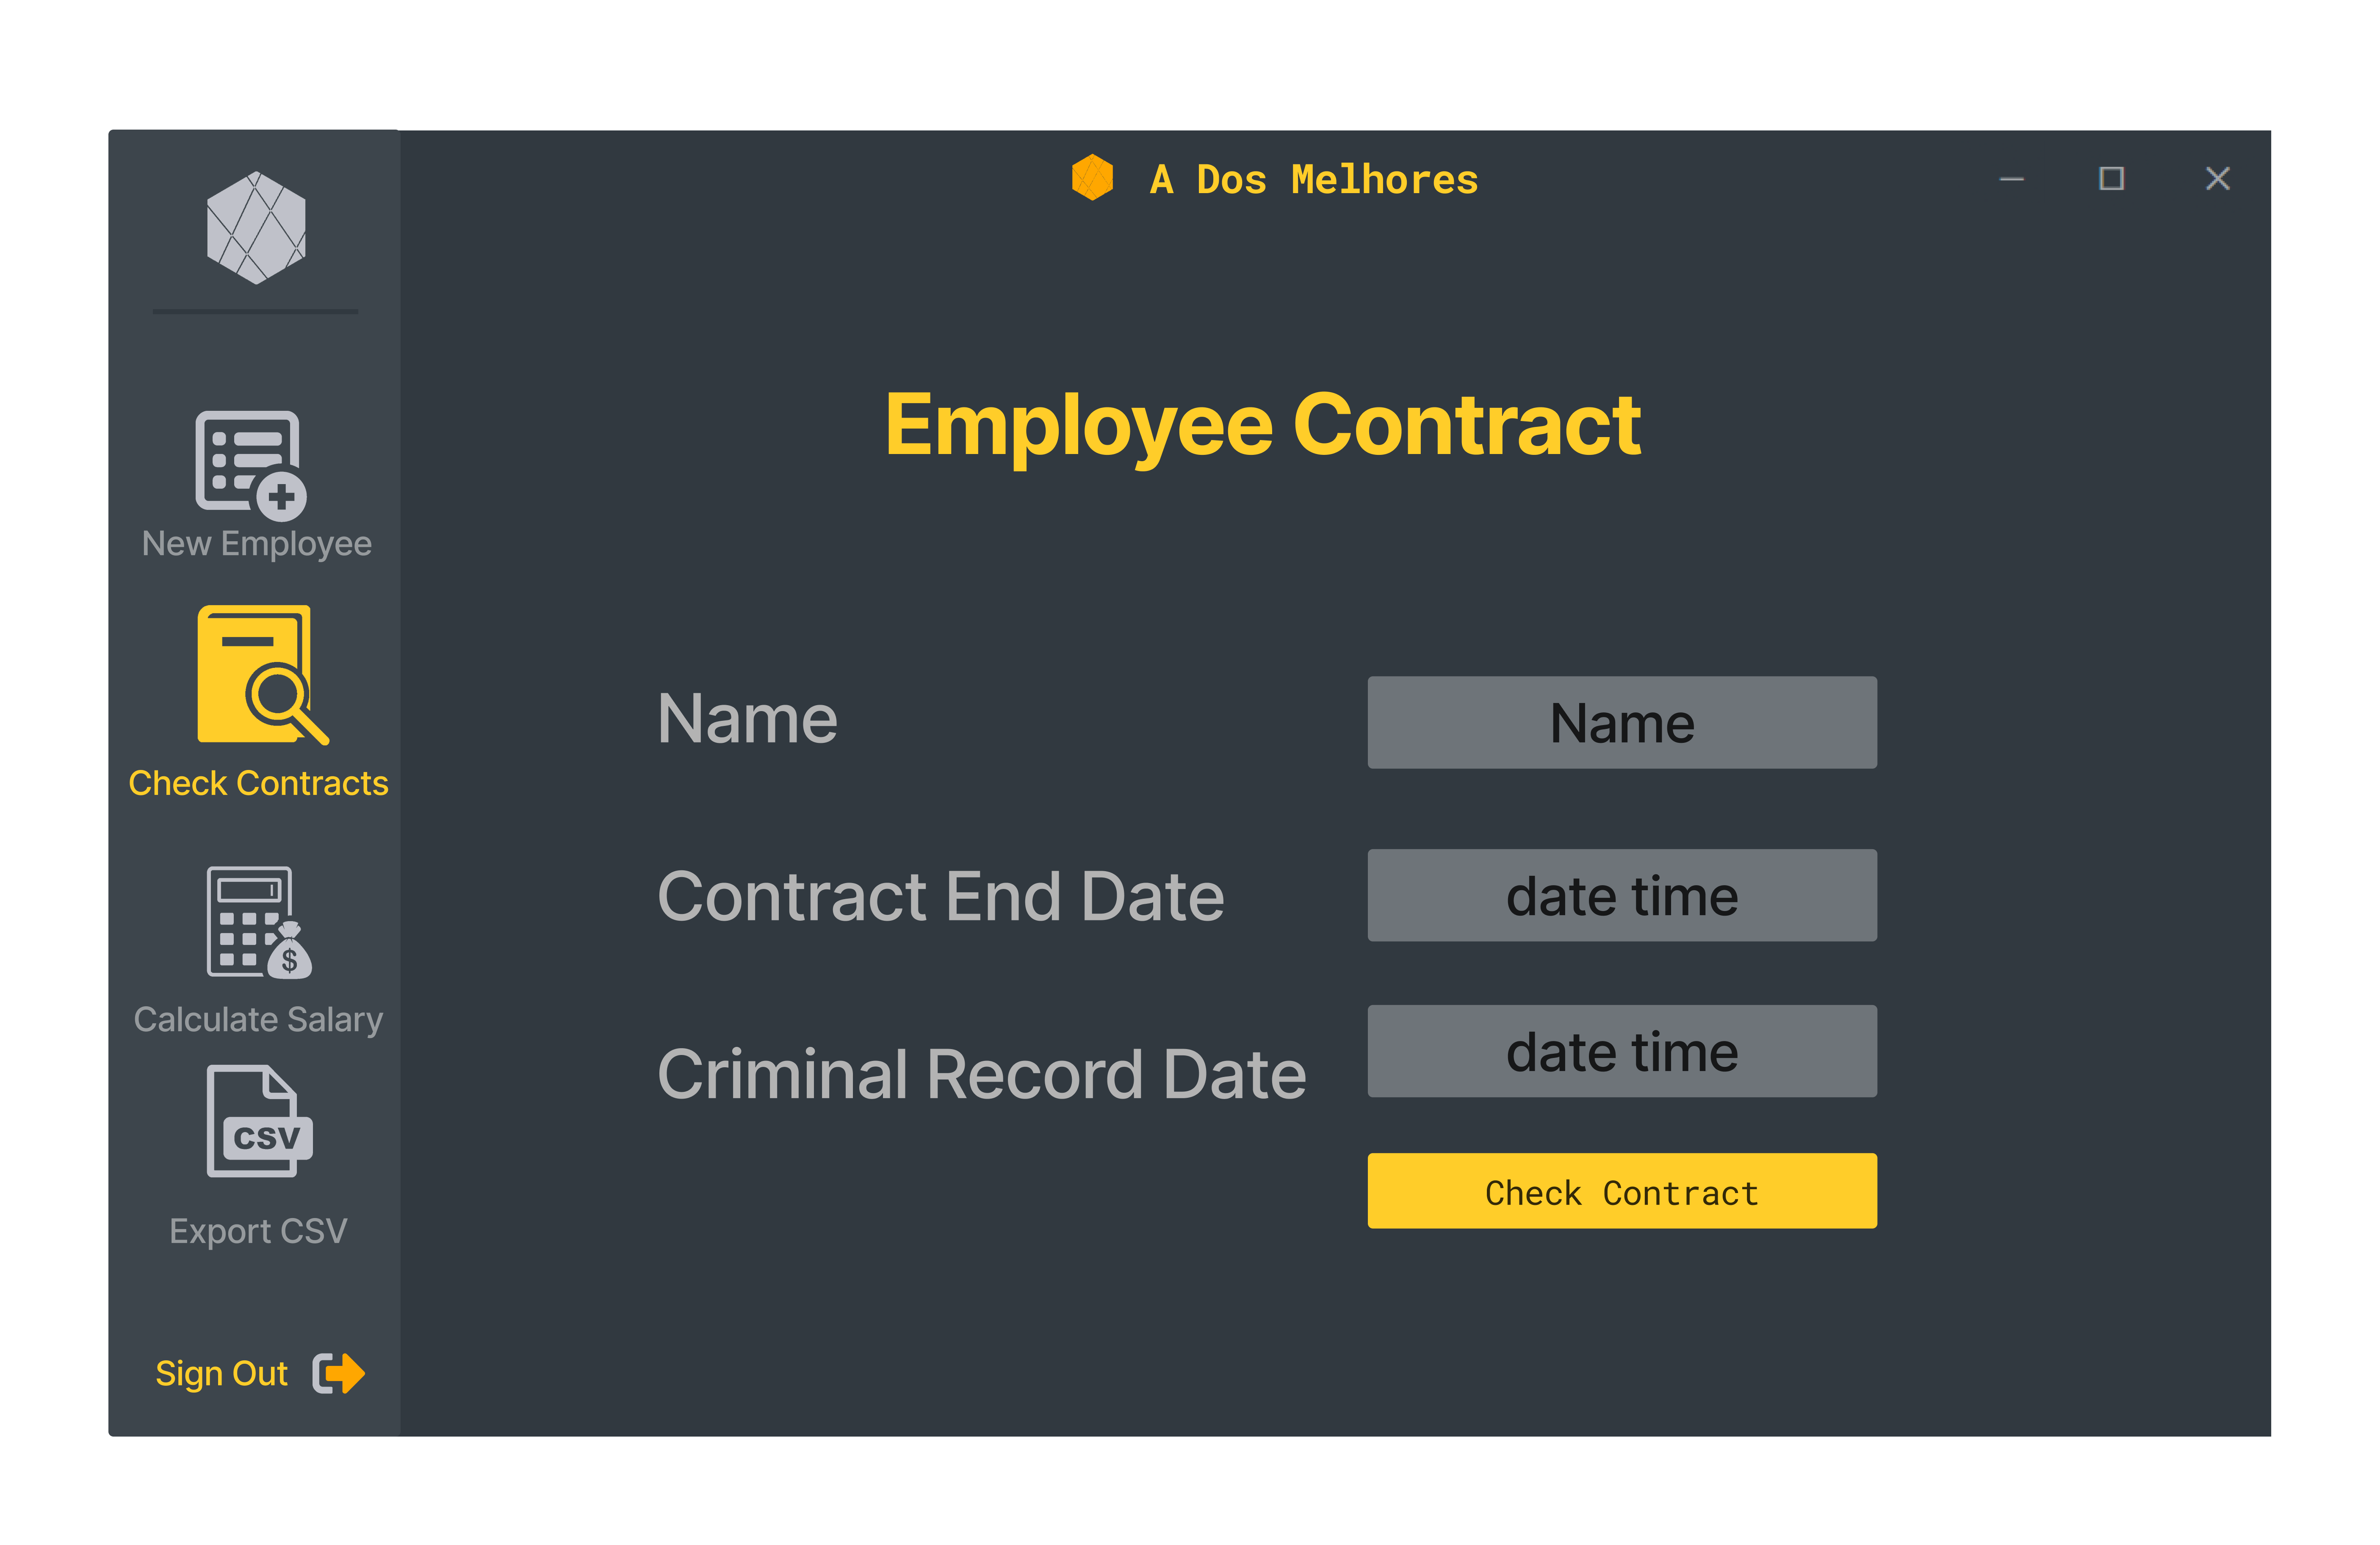 A Dos Melhores
New Employee
Check Contracts
$
Calculate Salary
csv
Export CSV
Sign Out
Employee Contract
Name
Name
Contract End Date
date time
Criminal Record Date
date time
Check Contract